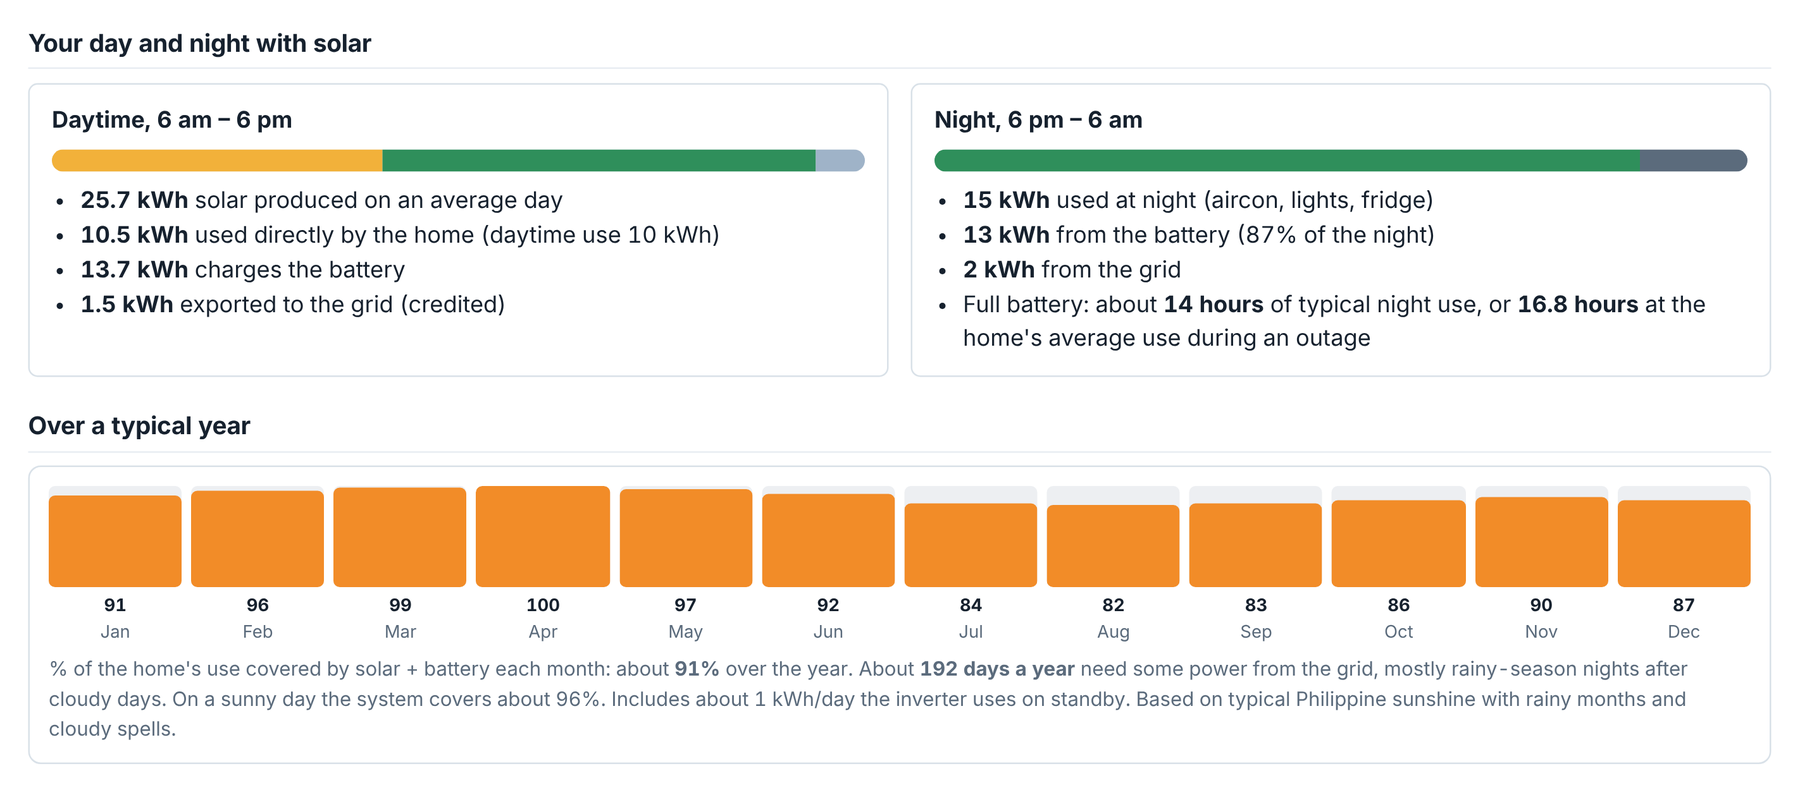 Your day and night with solar
Daytime, 6 am – 6 pm
• 25.7 kWh solar produced on an average day
• 10.5 kWh used directly by the home (daytime use 10 kWh)
• 13.7 kWh charges the battery
• 1.5 kWh exported to the grid (credited)
Night, 6 pm – 6 am
• 15 kWh used at night (aircon, lights, fridge)
• 13 kWh from the battery (87% of the night)
• 2 kWh from the grid
• Full battery: about 14 hours of typical night use, or 16.8 hours at the
home's average use during an outage
Over a typical year
91 96 99 100 97 92 84 82 83 86 90 87
Jan Feb Mar Apr May Jun Jul Aug Sep Oct Nov Dec
% of the home's use covered by solar + battery each month: about 91% over the year. About 192 days a year need some power from the grid, mostly rainy-season nights after
cloudy days. On a sunny day the system covers about 96%. Includes about 1 kWh/day the inverter uses on standby. Based on typical Philippine sunshine with rainy months and
cloudy spells.